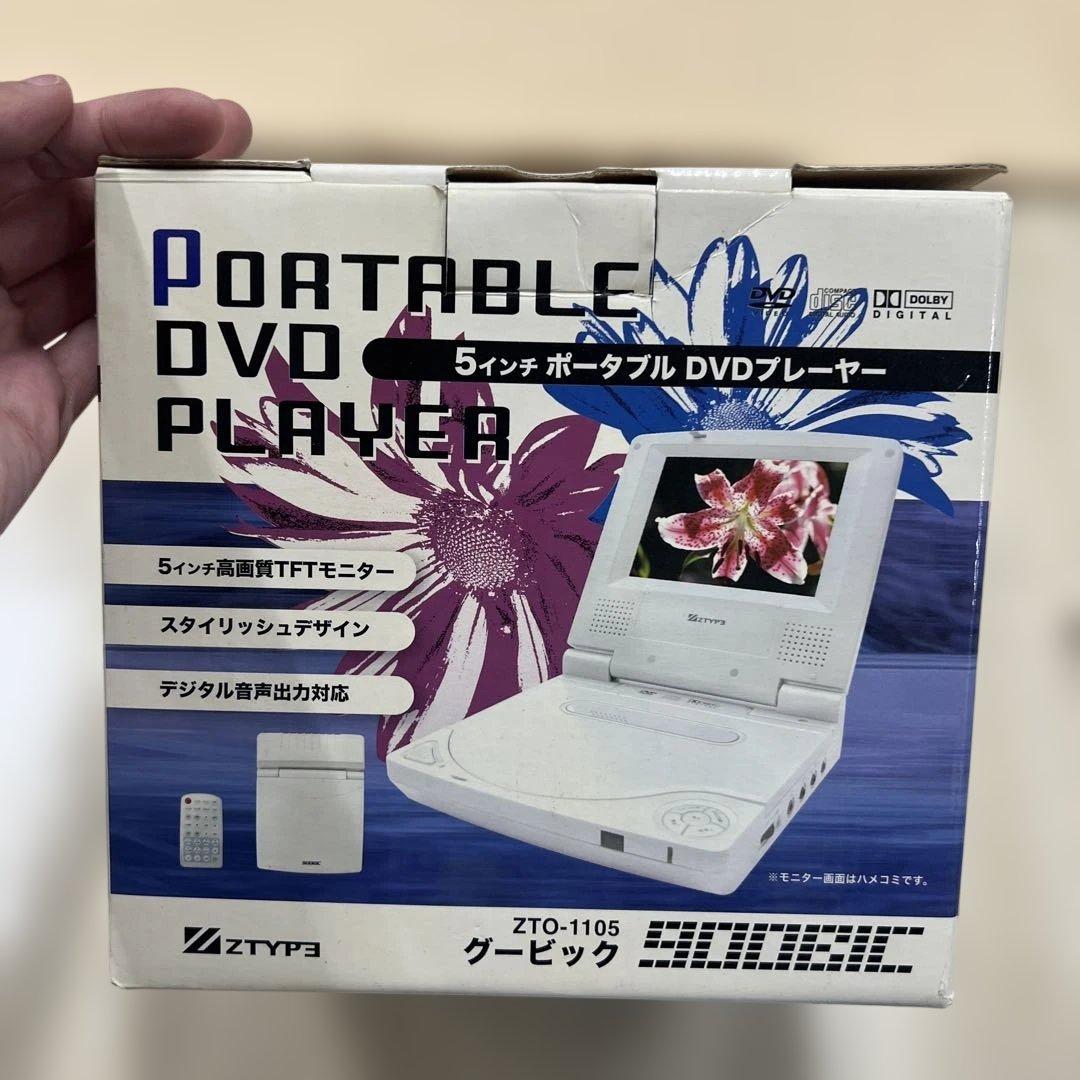 PORTABLE
DVD
PLAYER
DVD
VIDEO
COMPACT
disc
DIGITAL AUDIO
DOLBY
DIGITAL
5インチ ポータブル DVDプレーヤー
5インチ高画質TFTモニター
スタイリッシュデザイン
デジタル音声出力対応
ZTYPE
※モニター画面はハメコミです。
ZTYPE
ZTO-1105
グービック
GOOBIC